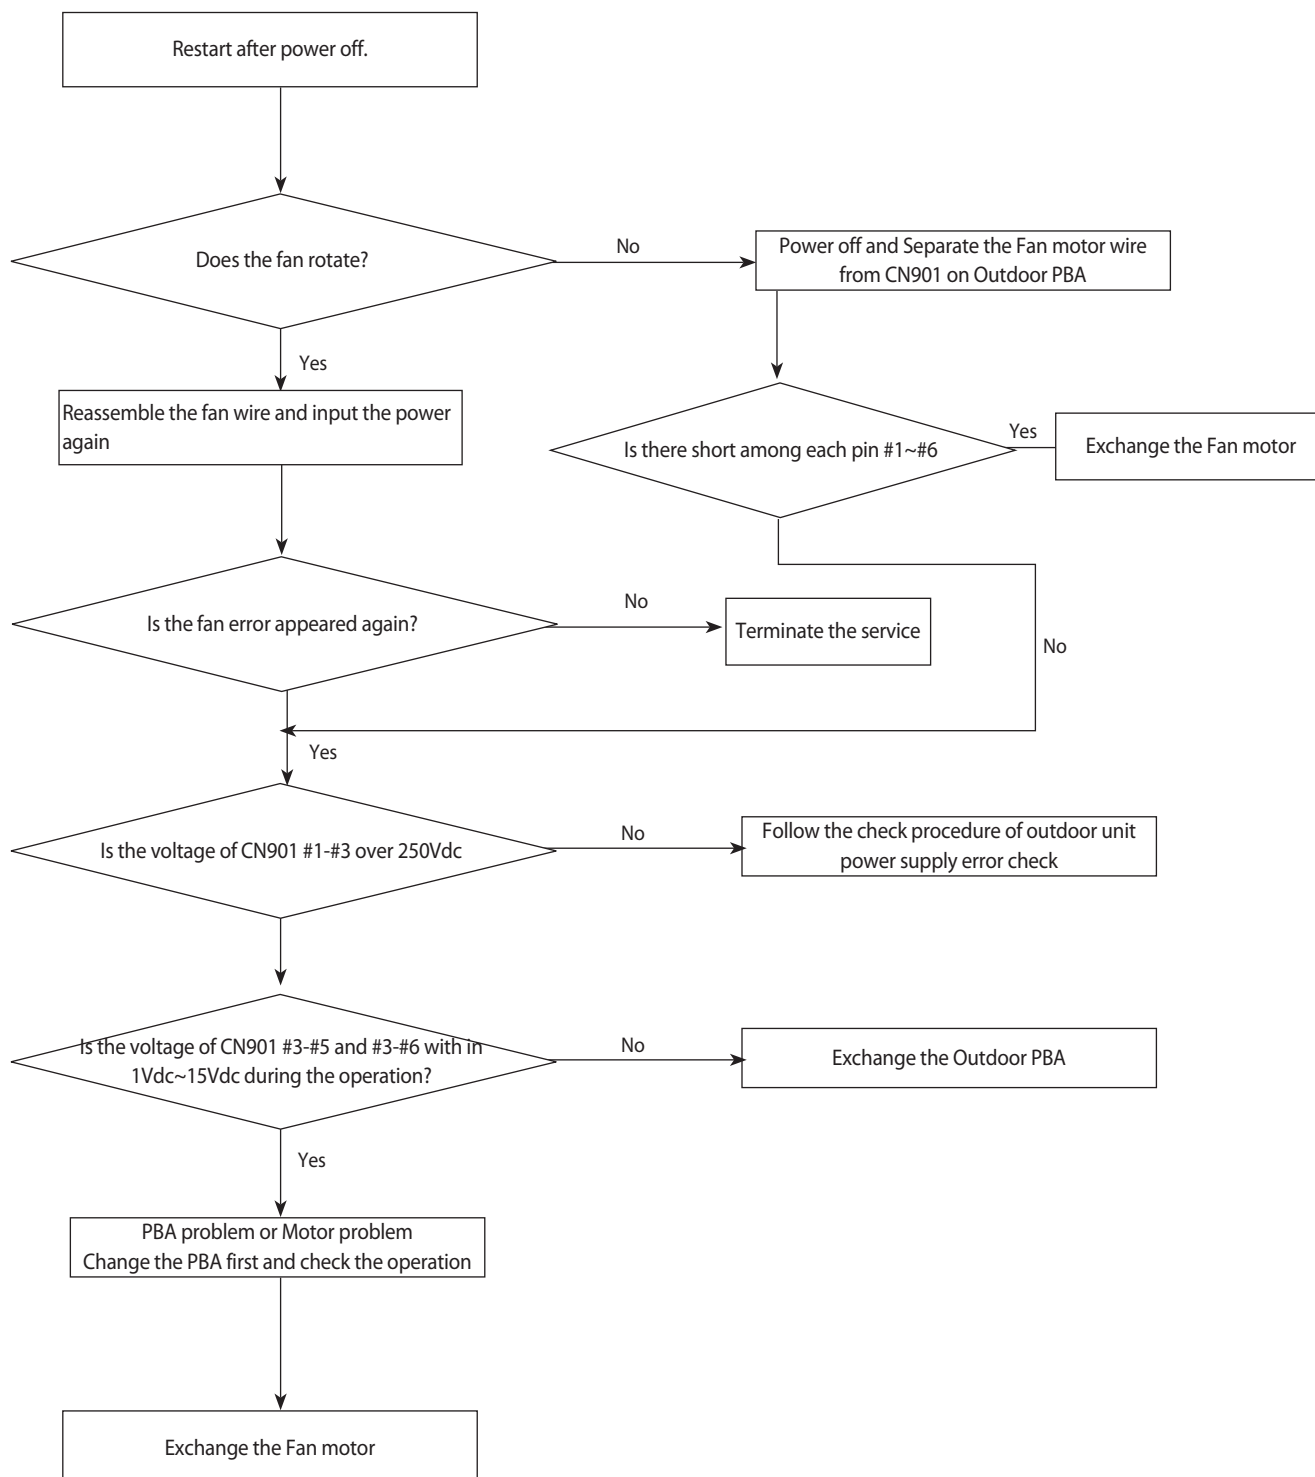 Restart after power off.
Does the fan rotate?
No
Power off and Separate the Fan motor wire
from CN901 on Outdoor PBA
Yes
Reassemble the fan wire and input the power
again
Is there short among each pin #1~#6
Yes
Exchange the Fan motor
Is the fan error appeared again?
No
Terminate the service
No
Yes
Is the voltage of CN901 #1-#3 over 250Vdc
No
Follow the check procedure of outdoor unit
power supply error check
Is the voltage of CN901 #3-#5 and #3-#6 with in
1Vdc~15Vdc during the operation?
No
Exchange the Outdoor PBA
Yes
PBA problem or Motor problem
Change the PBA first and check the operation
Exchange the Fan motor